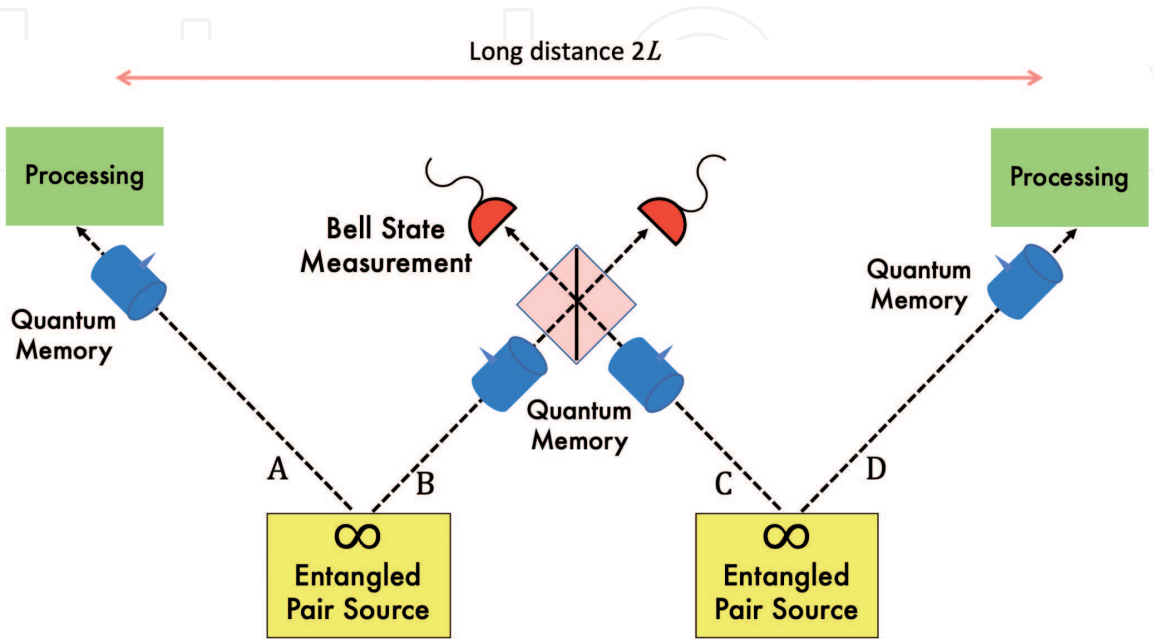 Long distance 2L
Processing
Processing
Bell State
Measurement
Quantum
Memory
Quantum
Memory
Quantum
Memory
A
B
C
D
∞
Entangled
Pair Source
∞
Entangled
Pair Source